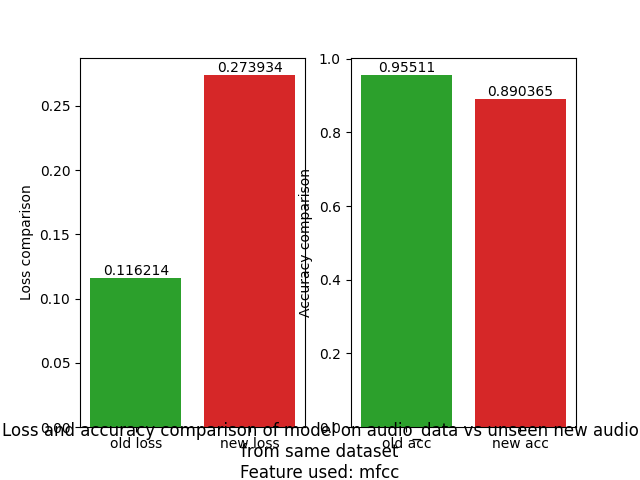 0.273934
0.116214
0.25
0.20
0.15
0.10
0.05
0.00
Loss comparison
old loss
new loss
0.95511
0.890365
1.0
0.8
0.6
0.4
0.2
0.0
Accuracy comparison
old acc
new acc
Loss and accuracy comparison of model on audio_data vs unseen new audio
from same dataset
Feature used: mfcc